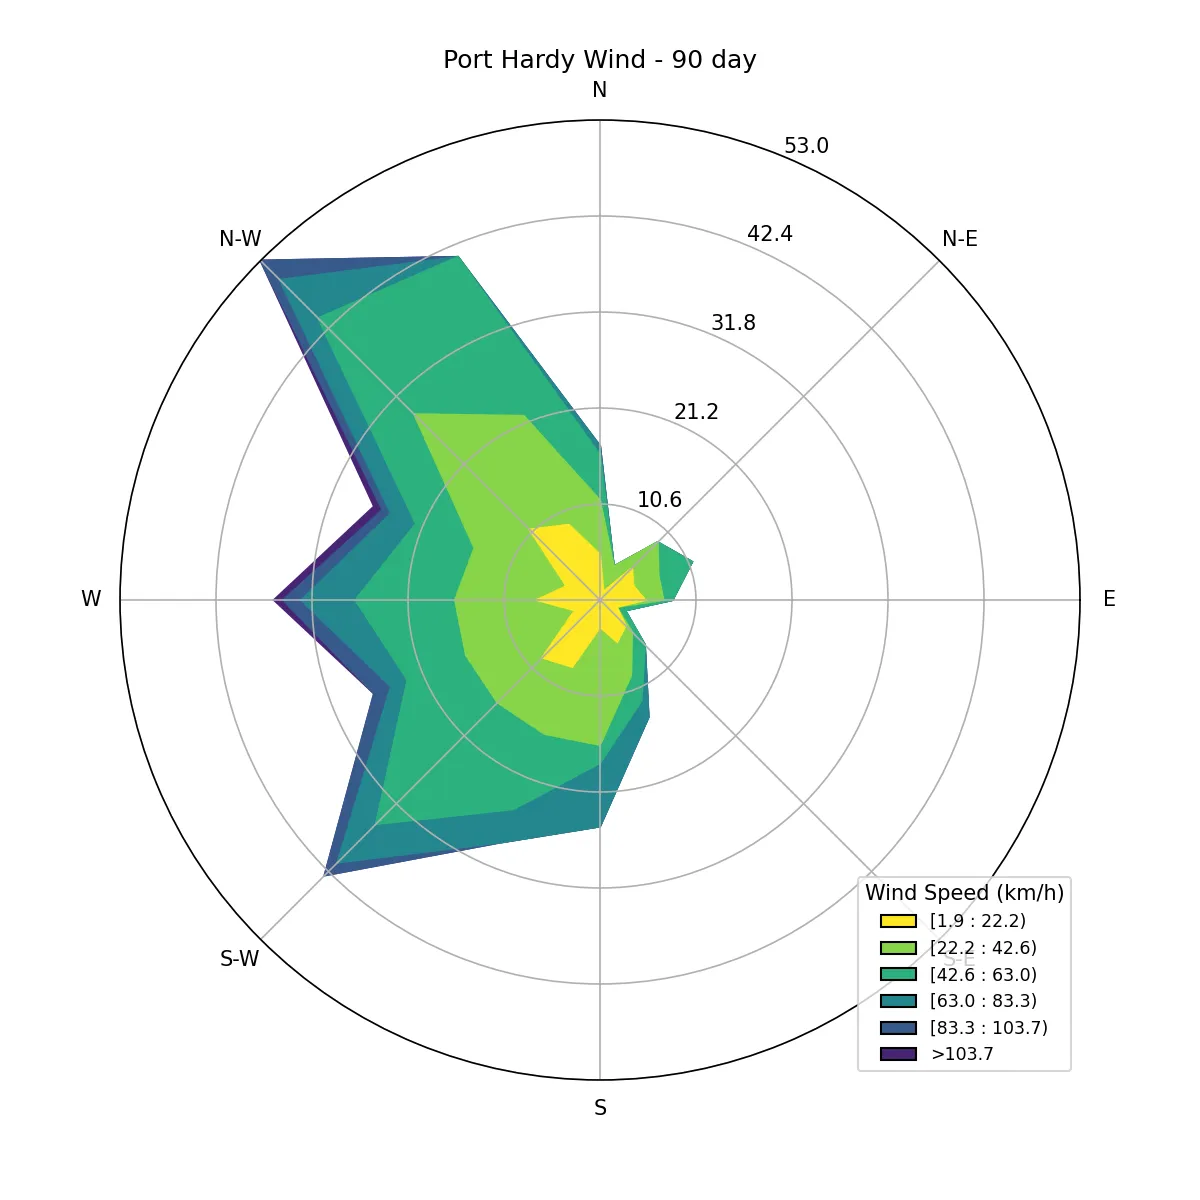 Port Hardy Wind - 90 day
N
53.0
42.4
N-W
N-E
31.8
21.2
10.6
W
E
S-W
S-E
Wind Speed (km/h)
[1.9 : 22.2)
[22.2 : 42.6)
[42.6 : 63.0)
[63.0 : 83.3)
[83.3 : 103.7)
>103.7
S